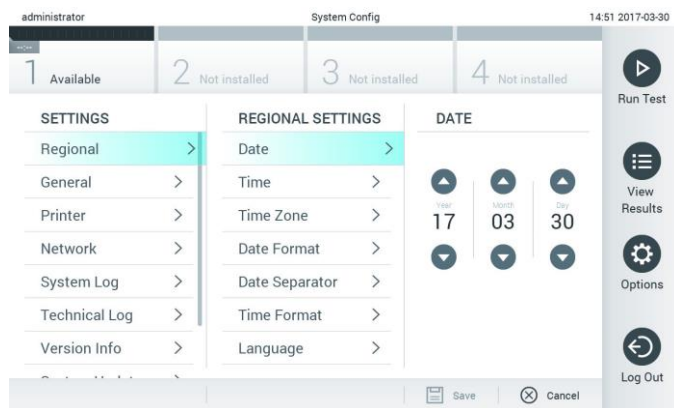 administrator
System Config
14:51 2017-03-30
1 Available
2 Not installed
3 Not installed
4 Not installed
SETTINGS
Regional
General
Printer
Network
System Log
Technical Log
Version Info
REGIONAL SETTINGS
Date
Time
Time Zone
Date Format
Date Separator
Time Format
Language
DATE
Year
Month
Day
17
03
30
Save
Cancel
Run Test
View
Results
Options
Log Out